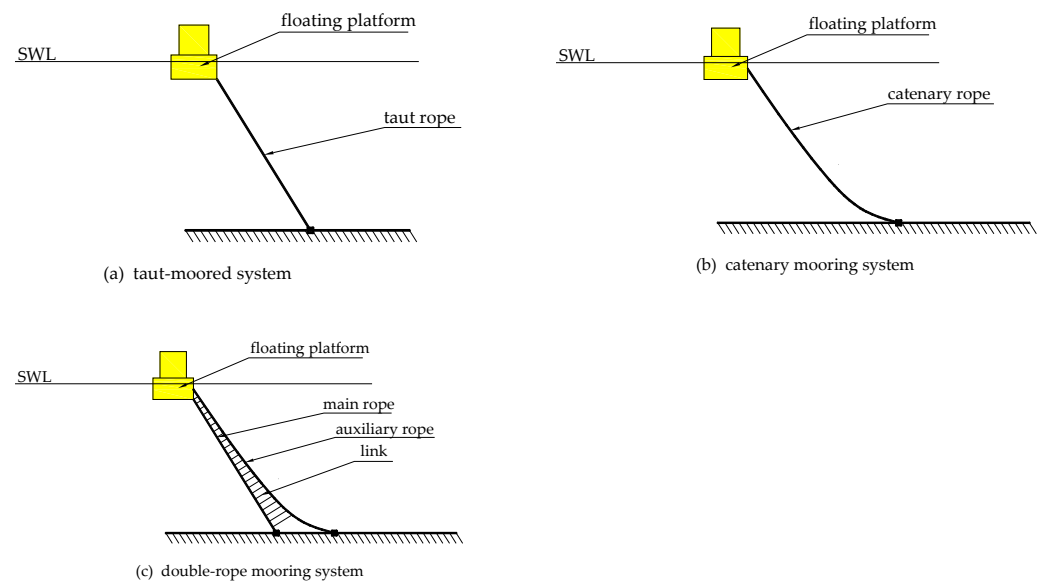 floating platform
SWL
taut rope
(a) taut-moored system
floating platform
SWL
catenary rope
(b) catenary mooring system
floating platform
SWL
main rope
auxiliary rope
link
(c) double-rope mooring system